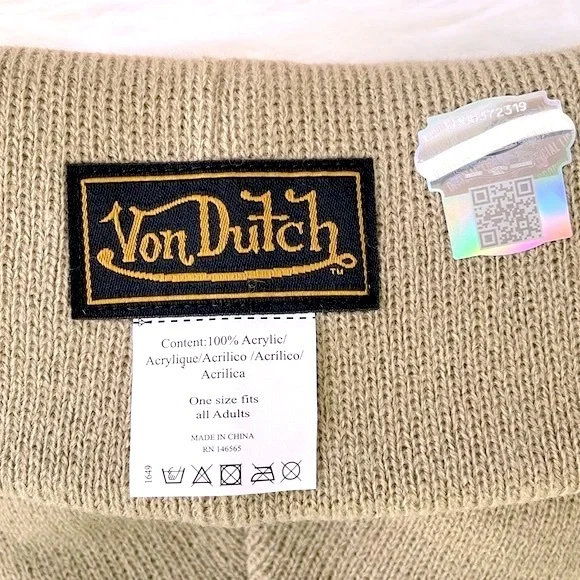 Von Dutch
TM
Content:100% Acrylic/
Acrylique/Acrilico /Acrílico/
Acrilica
One size fits
all Adults
MADE IN CHINA
RN 146565
1649